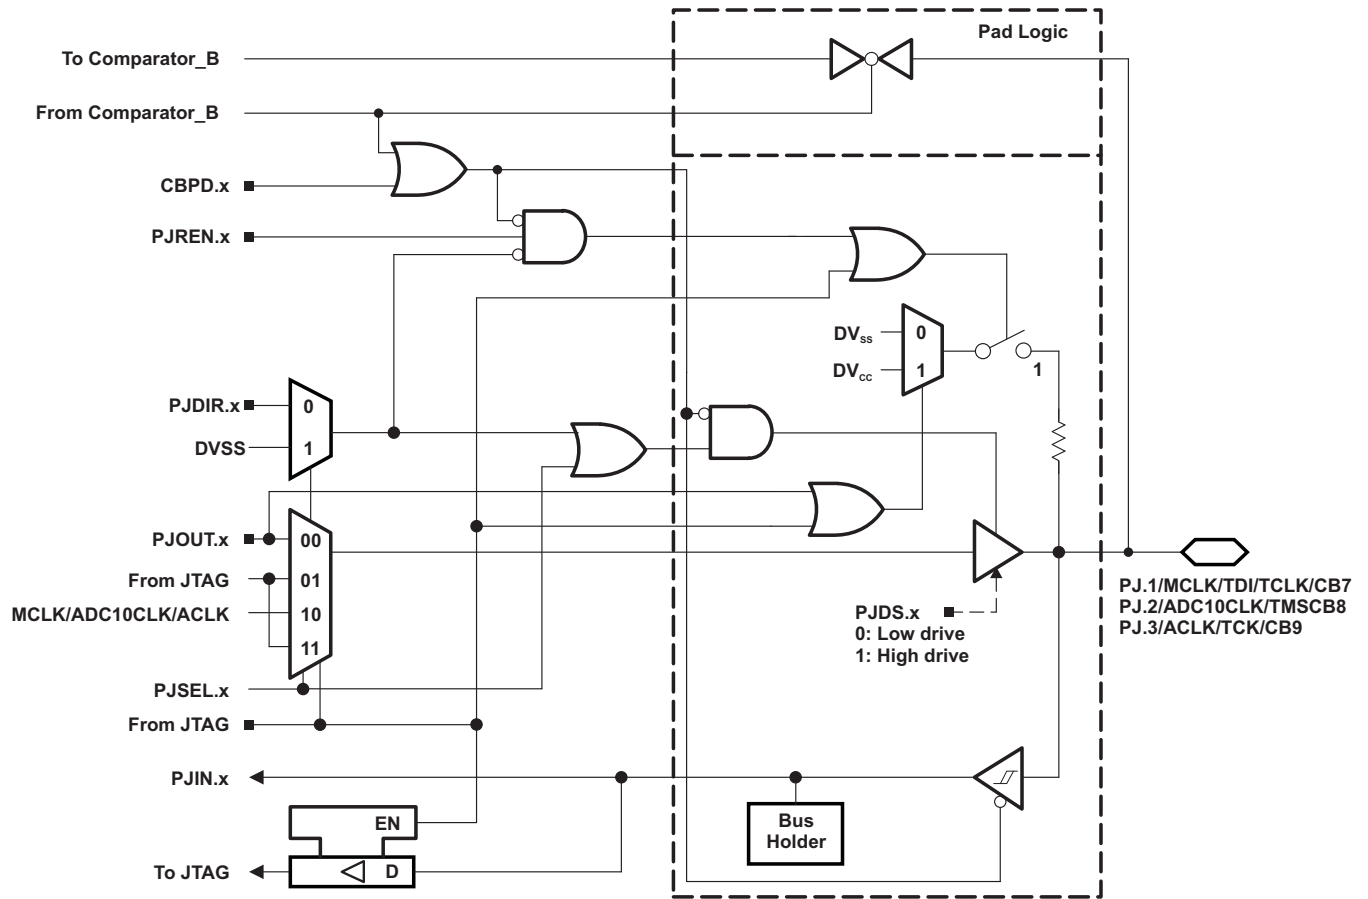 Pad Logic
To Comparator_B
From Comparator_B
CBPD.x
PJREN.x
DVss 0
DVcc 1
1
PJDIR.x 0
DVSS 1
PJOUT.x 00
From JTAG 01
MCLK/ADC10CLK/ACLK 10
11
PJDS.x
0: Low drive
1: High drive
PJ.1/MCLK/TDI/TCLK/CB7
PJ.2/ADC10CLK/TMSCB8
PJ.3/ACLK/TCK/CB9
PJSEL.x
From JTAG
PJIN.x
Bus
Holder
EN
To JTAG D